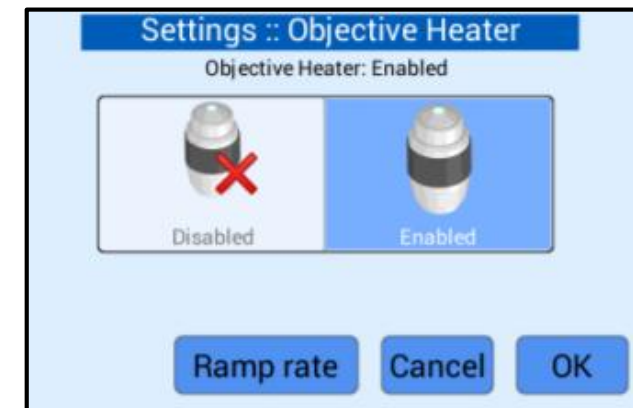 Settings :: Objective Heater
Objective Heater: Enabled
Disabled Enabled
Ramp rate Cancel OK